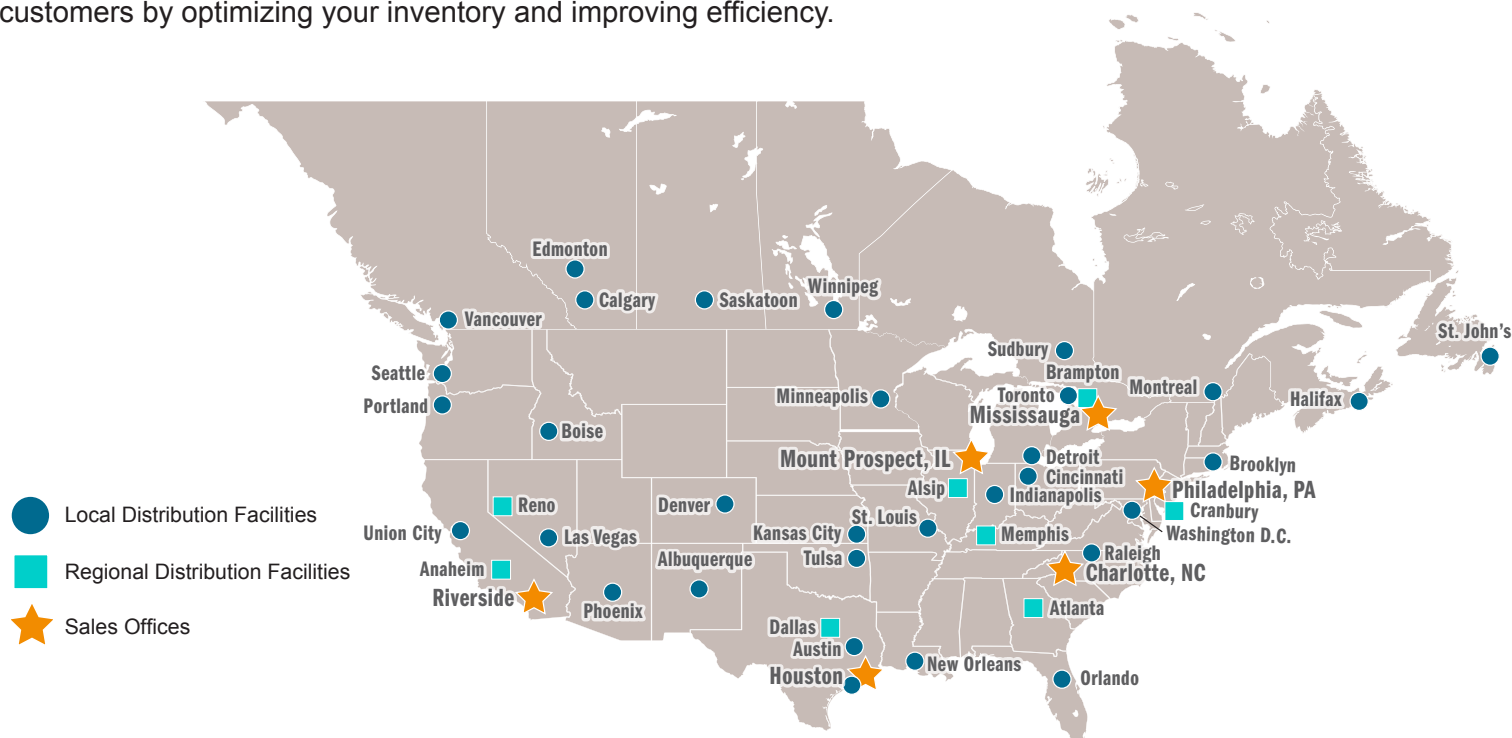 customers by optimizing your inventory and improving efficiency.
Edmonton
Calgary
Saskatoon
Winnipeg
Vancouver
St. John's
Seattle
Sudbury
Brampton
Portland
Minneapolis
Toronto
Montreal
Halifax
Mississauga
Boise
Mount Prospect, IL
Detroit
Brooklyn
Cincinnati
Alsip
Indianapolis
Philadelphia, PA
Local Distribution Facilities
Reno
Denver
St. Louis
Cranbury
Union City
Las Vegas
Kansas City
Memphis
Washington D.C.
Regional Distribution Facilities
Anaheim
Albuquerque
Tulsa
Raleigh
Charlotte, NC
Riverside
Phoenix
Atlanta
Sales Offices
Dallas
Austin
New Orleans
Houston
Orlando